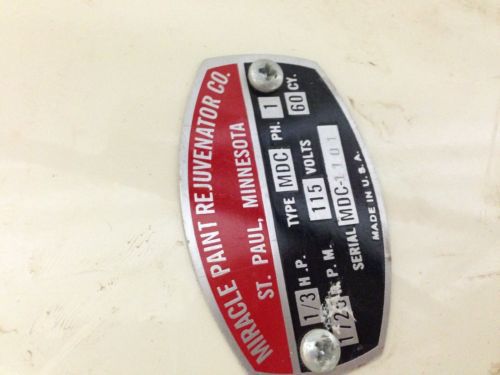 MIRACLE PAINT REJUVENATOR CO.
ST. PAUL, MINNESOTA
1/3 H.P. TYPE MDC PH. 1
115 VOLTS 60 CY.
R.P.M. SERIAL MDC-1101
MADE IN U.S.A.